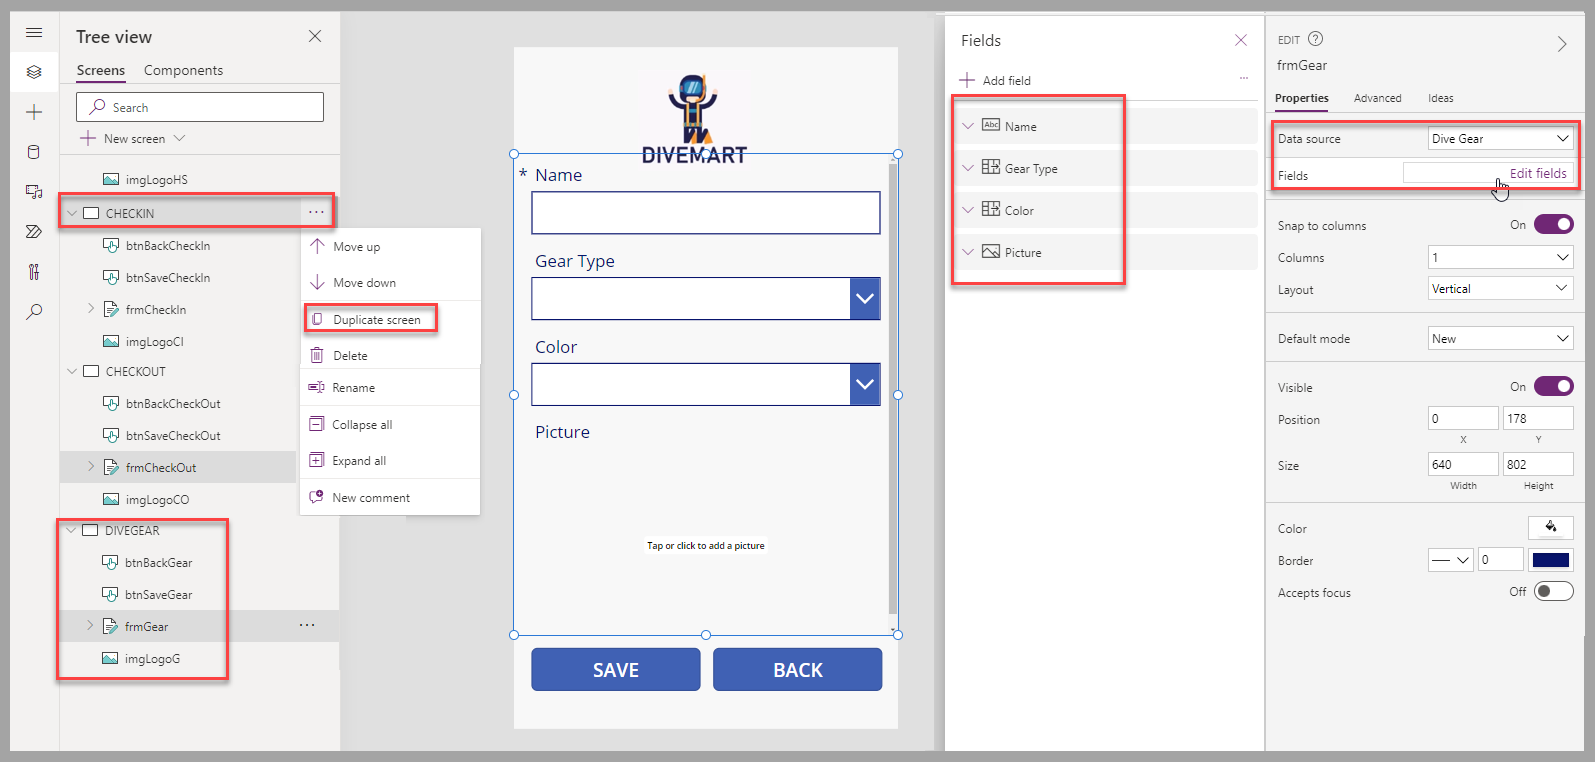 Tree view
Screens
Components
Search
New screen
imgLogoHS
CHECKIN
btnBackCheckIn
btnSaveCheckIn
frmCheckIn
imgLogoCI
CHECKOUT
btnBackCheckOut
btnSaveCheckOut
frmCheckOut
imgLogoCO
DIVEGEAR
btnBackGear
btnSaveGear
frmGear
imgLogoG
Move up
Move down
Duplicate screen
Delete
Rename
Collapse all
Expand all
New comment
DIVEMART
* Name
Gear Type
Color
Picture
Tap or click to add a picture
SAVE
BACK
Fields
Add field
Abc Name
Gear Type
Color
Picture
EDIT ?
frmGear
Properties
Advanced
Ideas
Data source
Dive Gear
Fields
Edit fields
Snap to columns
On
Columns
1
Layout
Vertical
Default mode
New
Visible
On
Position
0
178
X
Y
Size
640
802
Width
Height
Color
Border
0
Accepts focus
Off